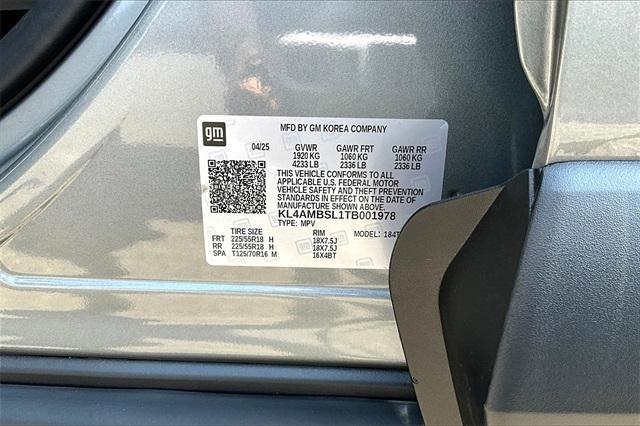 gm
MFD BY GM KOREA COMPANY
04/25 GVWR GAWR FRT GAWR RR
1920 KG 1060 KG 1060 KG
4233 LB 2336 LB 2336 LB
THIS VEHICLE CONFORMS TO ALL
APPLICABLE U.S. FEDERAL MOTOR
VEHICLE SAFETY AND THEFT PREVENTION
STANDARDS IN EFFECT ON THE DATE OF
MANUFACTURE SHOWN ABOVE.
KL4AMBSL1TB001978
TYPE: MPV
TIRE SIZE RIM MODEL: 184T
FRT 225/55R18 H 18X7.5J
RR 225/55R18 H 18X7.5J
SPA T125/70R16 M 16X4BT